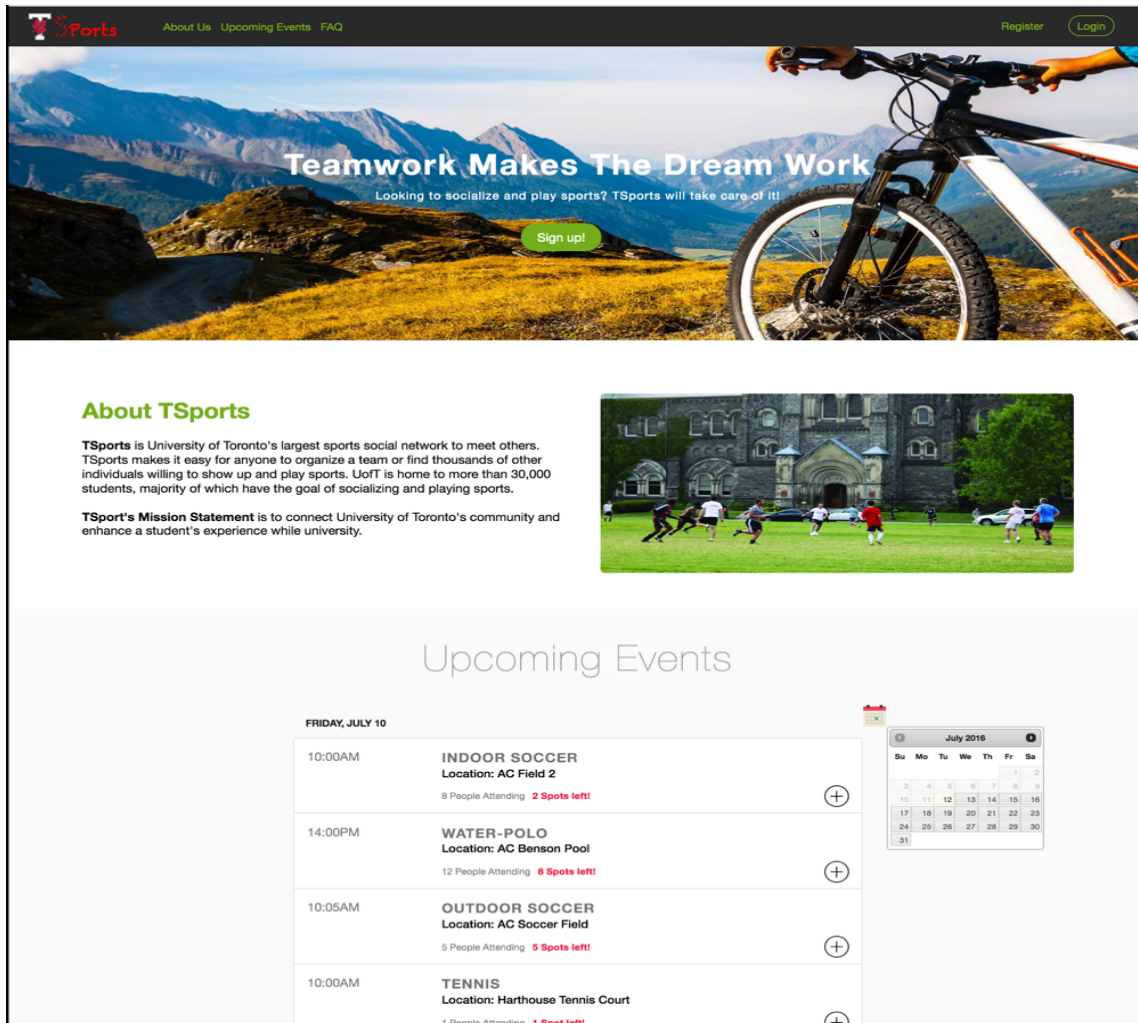 TSPorts About Us Upcoming Events FAQ Register Login
Teamwork Makes The Dream Work
Looking to socialize and play sports? TSports will take care of it!
Sign up!
About TSports
TSports is University of Toronto's largest sports social network to meet others.
TSports makes it easy for anyone to organize a team or find thousands of other
individuals willing to show up and play sports. UofT is home to more than 30,000
students, majority of which have the goal of socializing and playing sports.
TSport's Mission Statement is to connect University of Toronto's community and
enhance a student's experience while university.
Upcoming Events
FRIDAY, JULY 10
10:00AM INDOOR SOCCER
Location: AC Field 2
8 People Attending 2 Spots left!
14:00PM WATER-POLO
Location: AC Benson Pool
12 People Attending 8 Spots left!
10:05AM OUTDOOR SOCCER
Location: AC Soccer Field
5 People Attending 5 Spots left!
10:00AM TENNIS
Location: Harthouse Tennis Court
1 People Attending 1 Spot left!
July 2016
Su Mo Tu We Th Fr Sa
1 2
3 4 5 6 7 8 9
10 11 12 13 14 15 16
17 18 19 20 21 22 23
24 25 26 27 28 29 30
31